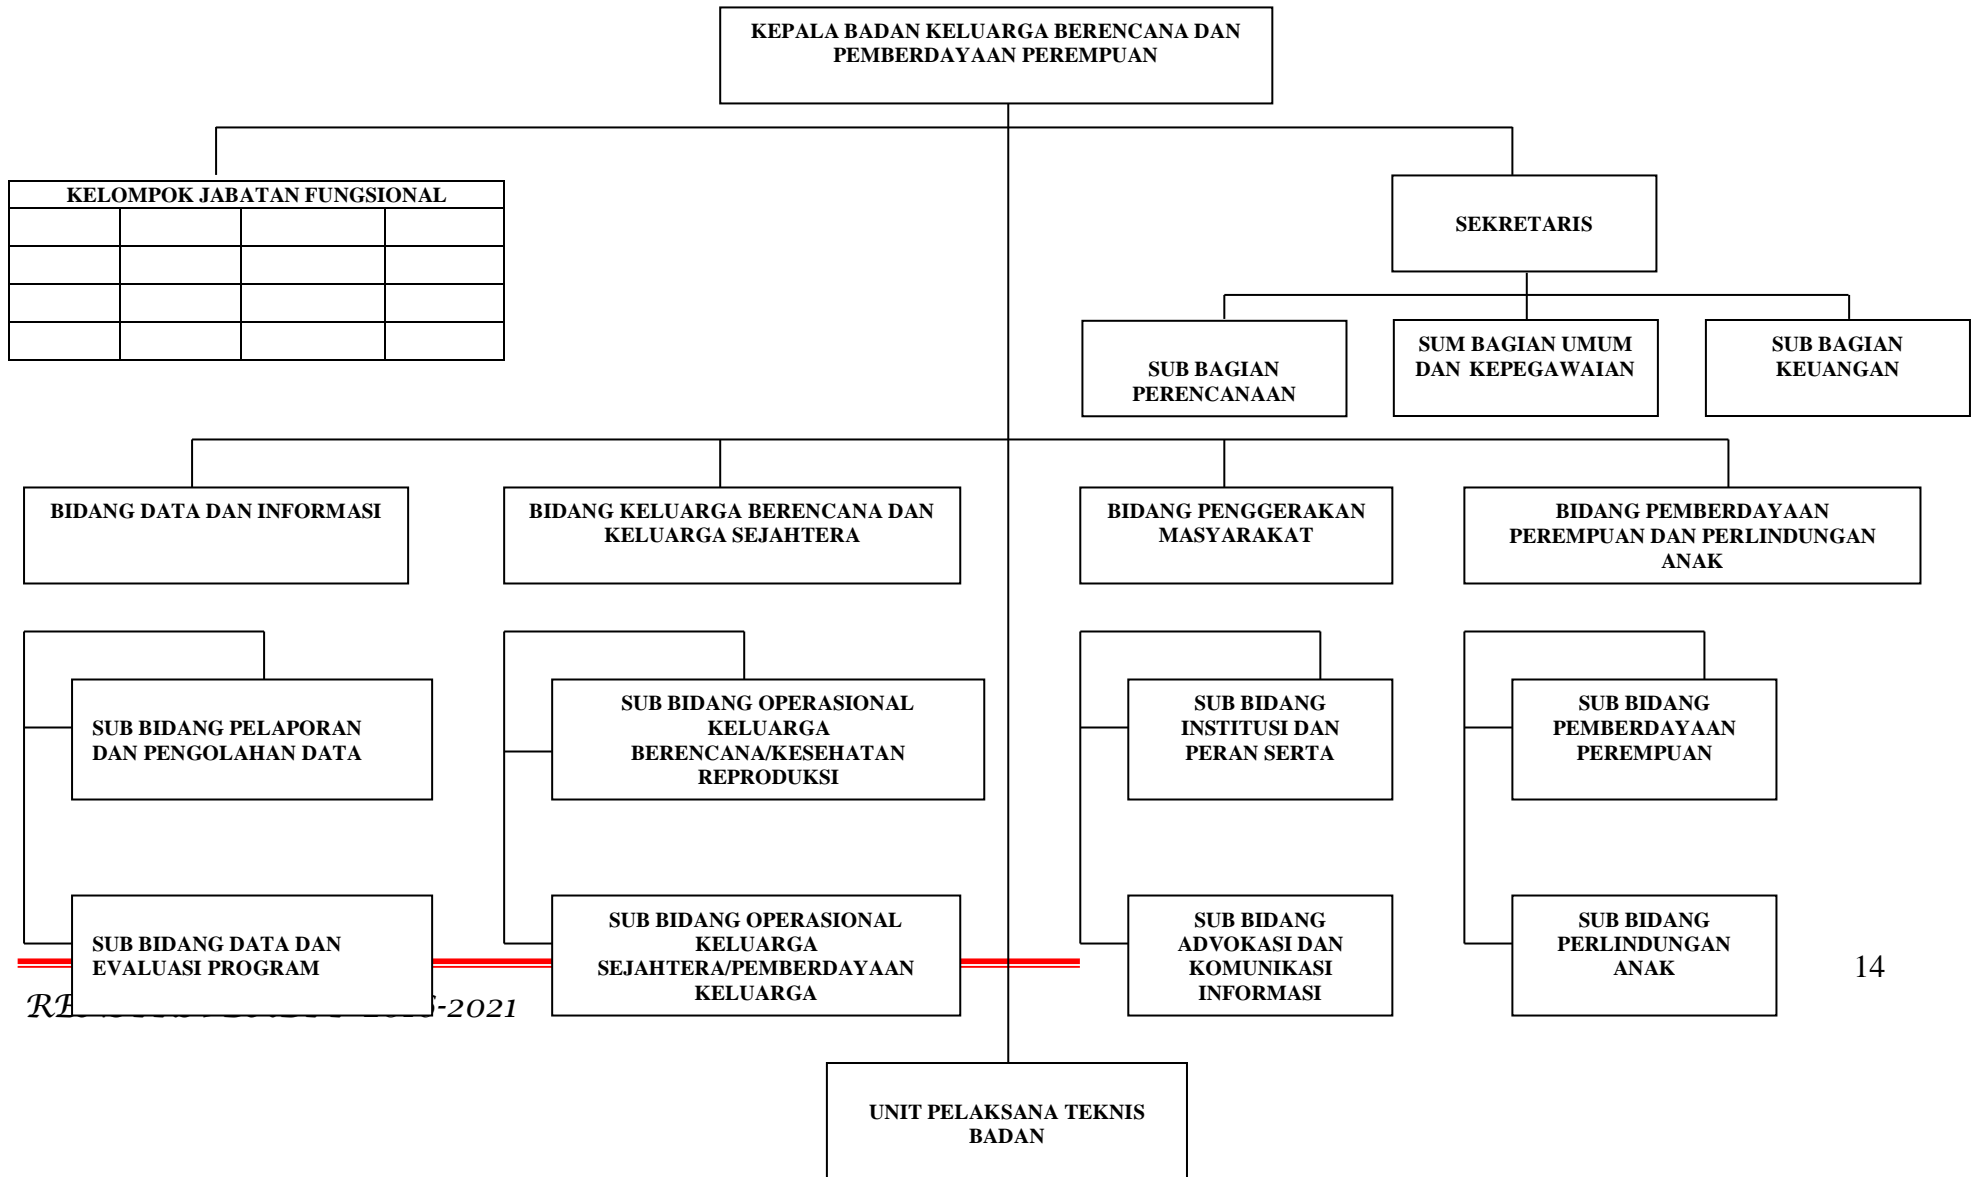 KEPALA BADAN KELUARGA BERENCANA DAN
PEMBERDAYAAN PEREMPUAN
KELOMPOK JABATAN FUNGSIONAL
SEKRETARIS
SUB BAGIAN
PERENCANAAN
SUM BAGIAN UMUM
DAN KEPEGAWAIAN
SUB BAGIAN
KEUANGAN
BIDANG DATA DAN INFORMASI
BIDANG KELUARGA BERENCANA DAN
KELUARGA SEJAHTERA
BIDANG PENGGERAKAN
MASYARAKAT
BIDANG PEMBERDAYAAN
PEREMPUAN DAN PERLINDUNGAN
ANAK
SUB BIDANG PELAPORAN
DAN PENGOLAHAN DATA
SUB BIDANG OPERASIONAL
KELUARGA
BERENCANA/KESEHATAN
REPRODUKSI
SUB BIDANG
INSTITUSI DAN
PERAN SERTA
SUB BIDANG
PEMBERDAYAAN
PEREMPUAN
SUB BIDANG DATA DAN
EVALUASI PROGRAM
SUB BIDANG OPERASIONAL
KELUARGA
SEJAHTERA/PEMBERDAYAAN
KELUARGA
SUB BIDANG
ADVOKASI DAN
KOMUNIKASI
INFORMASI
SUB BIDANG
PERLINDUNGAN
ANAK
14
-2021
UNIT PELAKSANA TEKNIS
BADAN